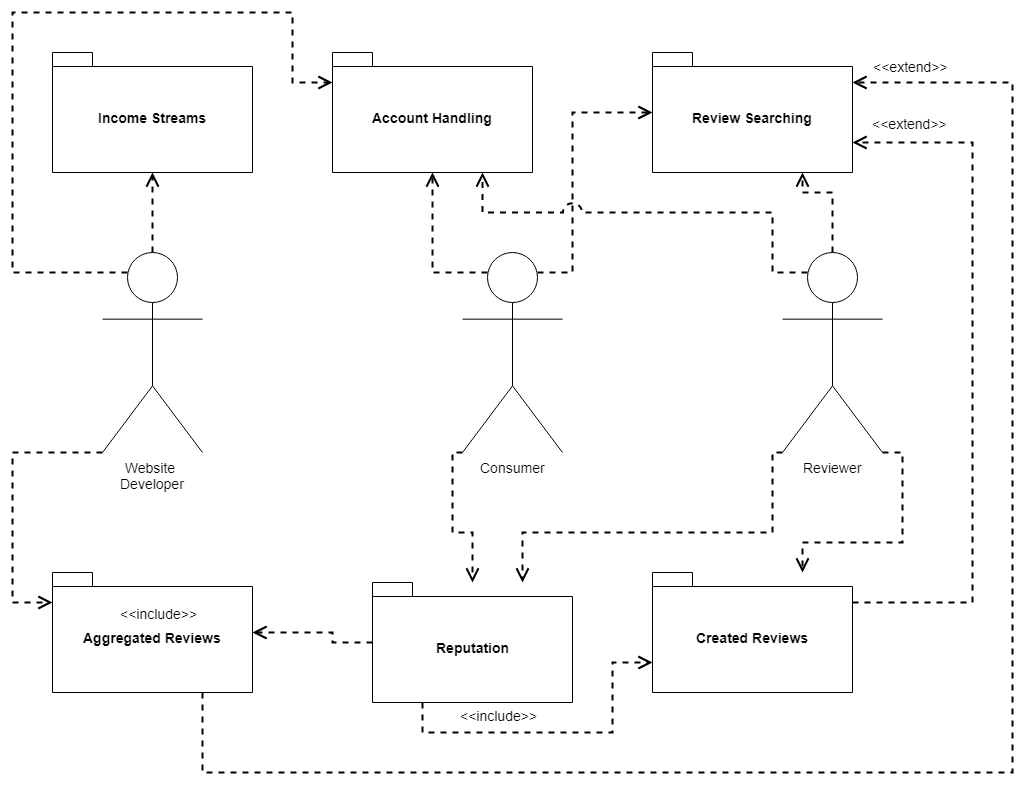 <<extend>>
Income Streams
Account Handling
Review Searching
<<extend>>
Website
Developer
Consumer
Reviewer
<<include>>
Aggregated Reviews
Reputation
Created Reviews
<<include>>